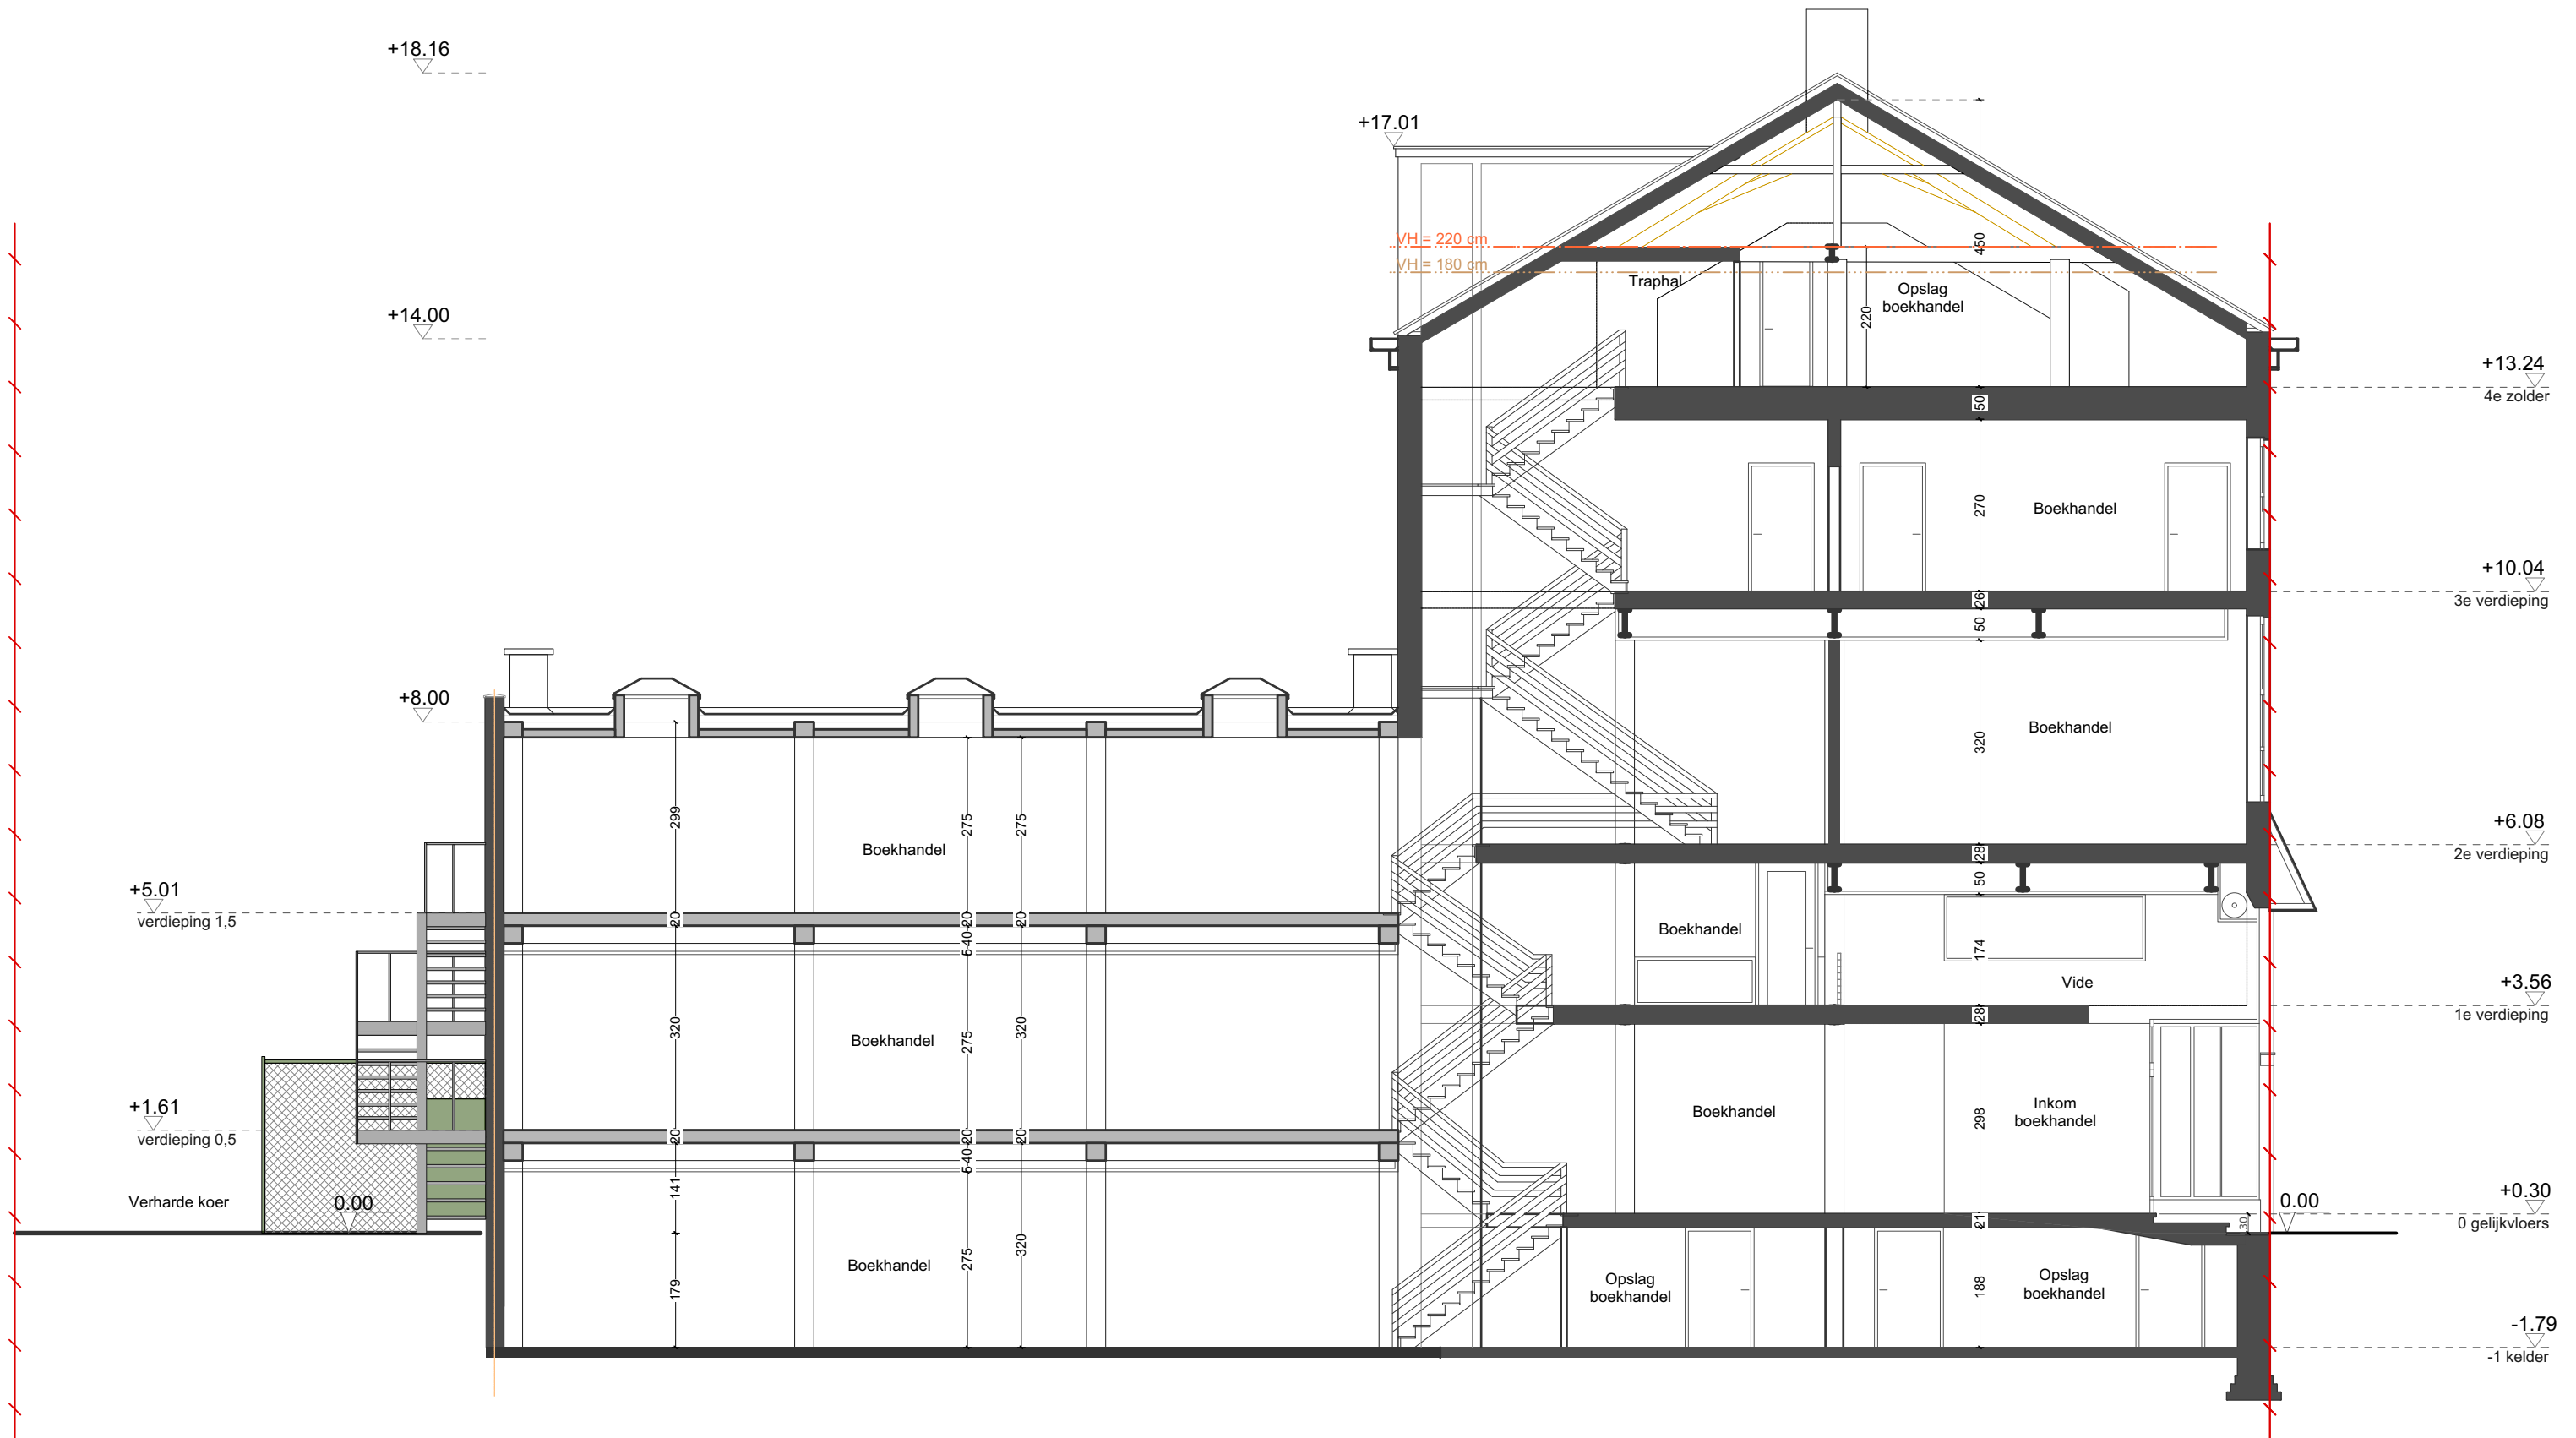 +18.16
+17.01
VH = 220 cm
VH = 180 cm
Traphal
Opslag
boekhandel
450
220
+14.00
+13.24
4e zolder
50
270
Boekhandel
+10.04
3e verdieping
26
50
+8.00
320
Boekhandel
299
275
275
Boekhandel
+6.08
2e verdieping
28
50
+5.01
verdieping 1,5
20
20
20
40
6
Boekhandel
174
Vide
+3.56
1e verdieping
28
320
275
320
Boekhandel
+1.61
verdieping 0,5
20
20
20
40
6
Boekhandel
298
Inkom
boekhandel
Verharde koer
0.00
141
+0.30
0 gelijkvloers
0.00
30
21
179
275
320
Boekhandel
Opslag
boekhandel
188
Opslag
boekhandel
-1.79
-1 kelder